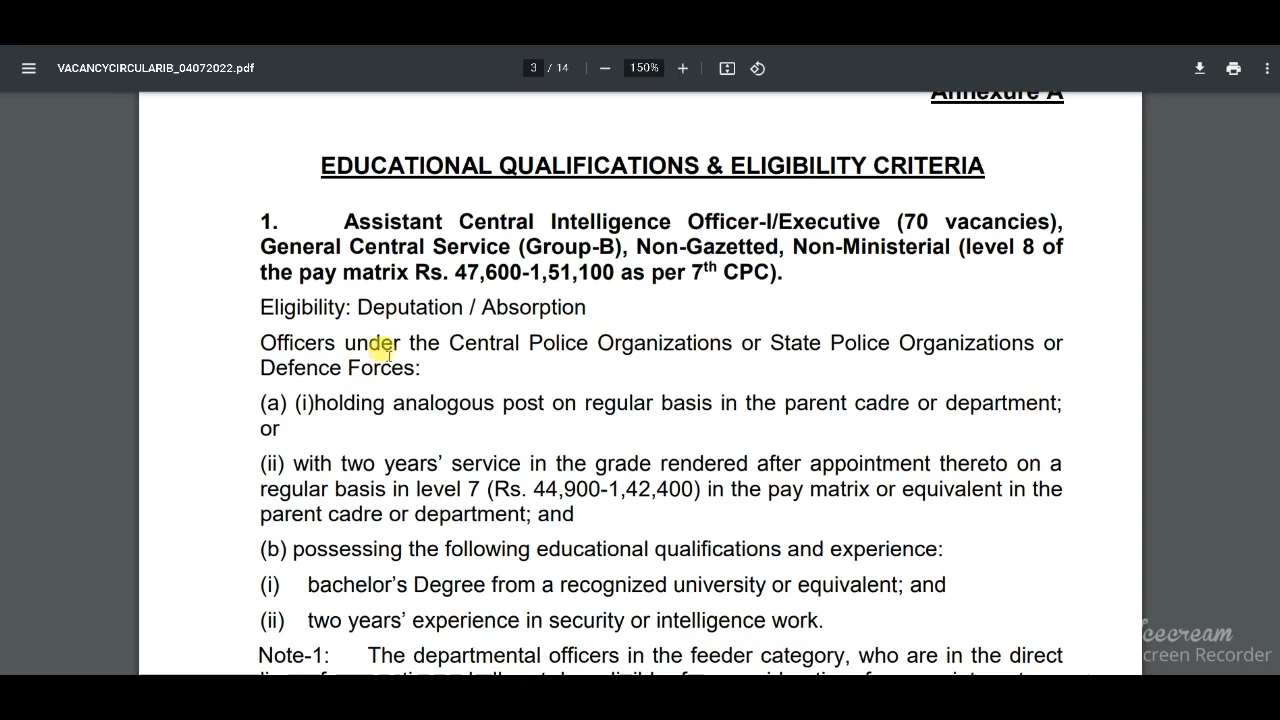 VACANCYCIRCULARIB_04072022.pdf
3 / 14
150%
Annexure A
EDUCATIONAL QUALIFICATIONS & ELIGIBILITY CRITERIA
1. Assistant Central Intelligence Officer-I/Executive (70 vacancies),
General Central Service (Group-B), Non-Gazetted, Non-Ministerial (level 8 of
the pay matrix Rs. 47,600-1,51,100 as per 7th CPC).
Eligibility: Deputation / Absorption
Officers under the Central Police Organizations or State Police Organizations or
Defence Forces:
(a) (i)holding analogous post on regular basis in the parent cadre or department;
or
(ii) with two years’ service in the grade rendered after appointment thereto on a
regular basis in level 7 (Rs. 44,900-1,42,400) in the pay matrix or equivalent in the
parent cadre or department; and
(b) possessing the following educational qualifications and experience:
(i) bachelor’s Degree from a recognized university or equivalent; and
(ii) two years’ experience in security or intelligence work.
Note-1: The departmental officers in the feeder category, who are in the direct
cecream
creen Recorder